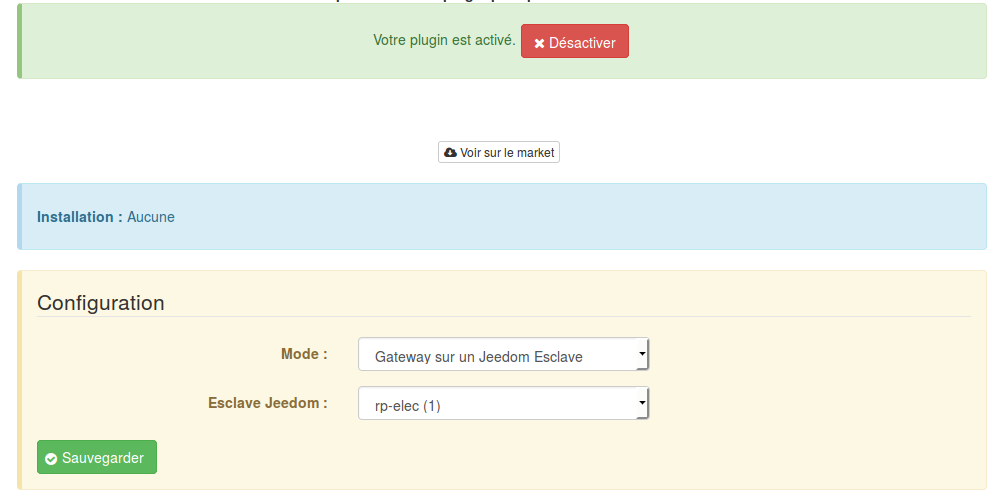 Votre plugin est activé. Désactiver
Voir sur le market
Installation : Aucune
Configuration
Mode : Gateway sur un Jeedom Esclave
Esclave Jeedom : rp-elec (1)
Sauvegarder